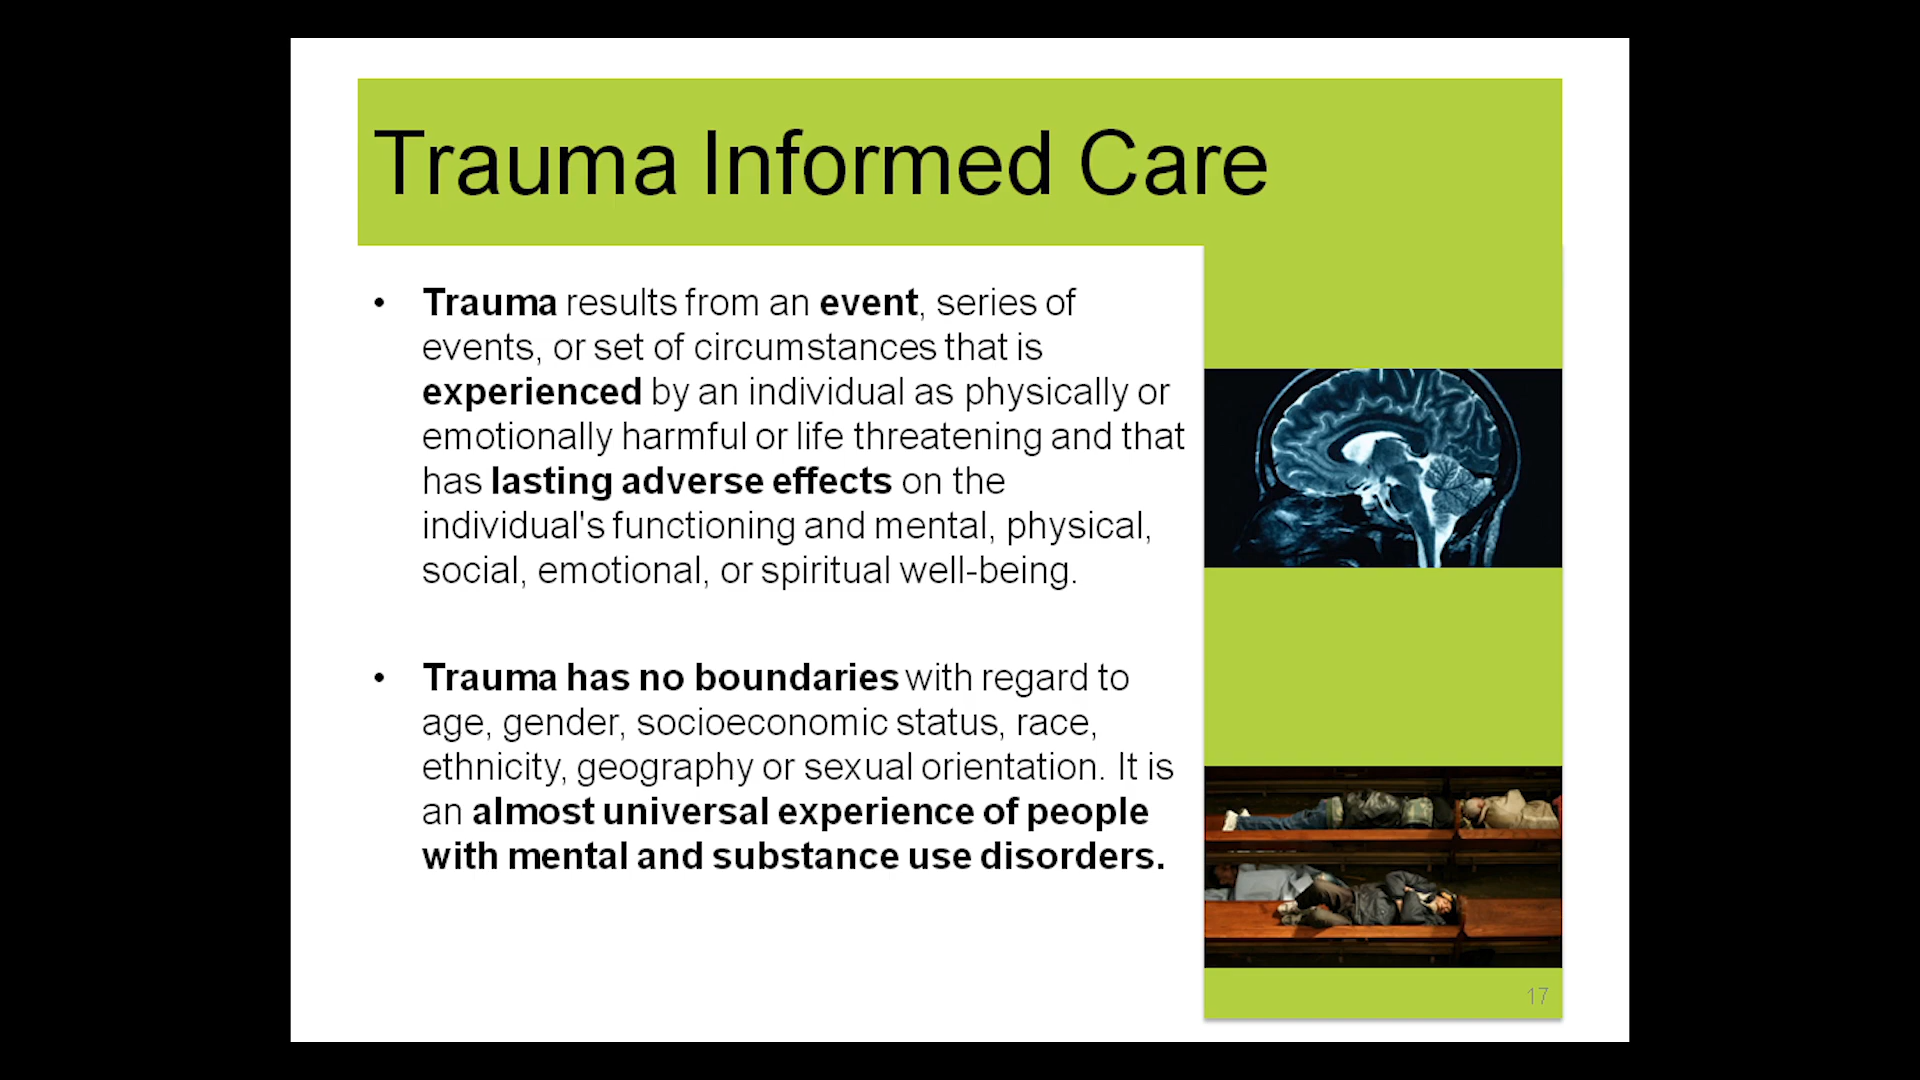 Trauma Informed Care
• Trauma results from an event, series of
events, or set of circumstances that is
experienced by an individual as physically or
emotionally harmful or life threatening and that
has lasting adverse effects on the
individual's functioning and mental, physical,
social, emotional, or spiritual well-being.
• Trauma has no boundaries with regard to
age, gender, socioeconomic status, race,
ethnicity, geography or sexual orientation. It is
an almost universal experience of people
with mental and substance use disorders.
17